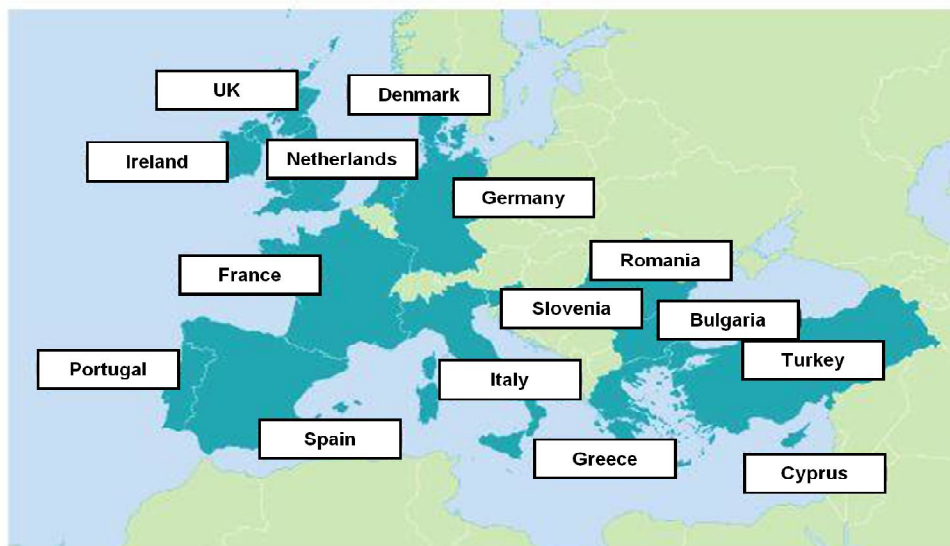 UK
Denmark
Ireland
Netherlands
Germany
Romania
France
Slovenia
Bulgaria
Turkey
Portugal
Italy
Spain
Greece
Cyprus